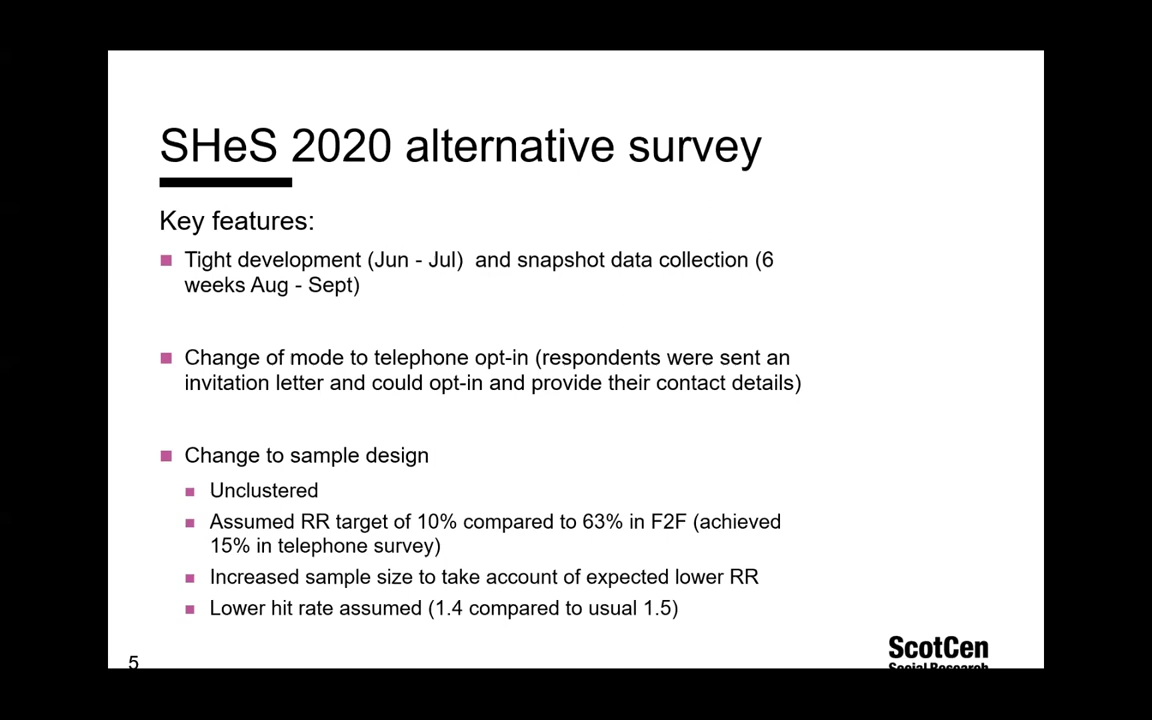 SHeS 2020 alternative survey
Key features:
Tight development (Jun - Jul)  and snapshot data collection (6
weeks Aug - Sept)
Change of mode to telephone opt-in (respondents were sent an
invitation letter and could opt-in and provide their contact details)
Change to sample design
Unclustered
Assumed RR target of 10% compared to 63% in F2F (achieved
15% in telephone survey)
Increased sample size to take account of expected lower RR
Lower hit rate assumed (1.4 compared to usual 1.5)
5
ScotCen
Social Research